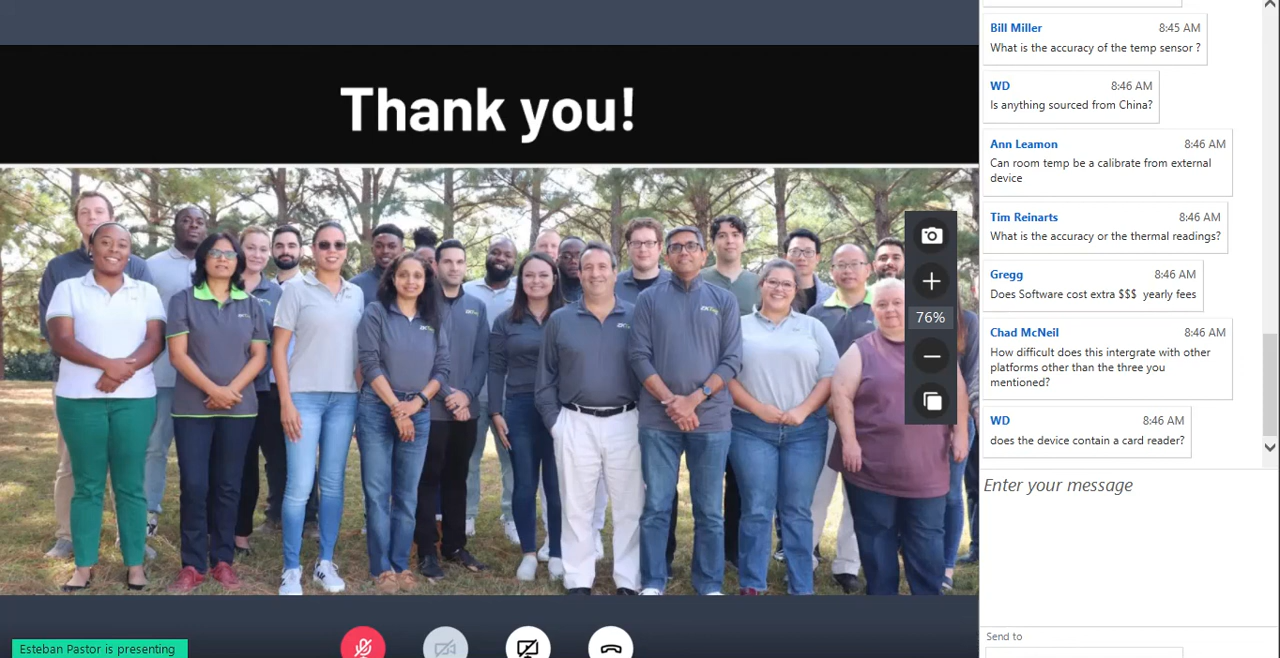 Thank you!
76%
Esteban Pastor is presenting
Bill Miller 8:45 AM
What is the accuracy of the temp sensor ?
WD 8:46 AM
Is anything sourced from China?
Ann Leamon 8:46 AM
Can room temp be a calibrate from external
device
Tim Reinarts 8:46 AM
What is the accuracy or the thermal readings?
Gregg 8:46 AM
Does Software cost extra $$$  yearly fees
Chad McNeil 8:46 AM
How difficult does this intergrate with other
platforms other than the three you
mentioned?
WD 8:46 AM
does the device contain a card reader?
Enter your message
Send to